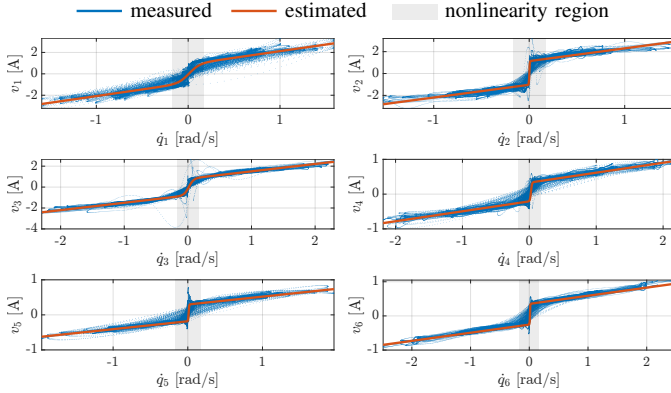 measured estimated nonlinearity region
2 0 -2
v₁ [A]
-1 0 1
q̇₁ [rad/s]
2 0 -2
v₂ [A]
-1 0 1
q̇₂ [rad/s]
2 0 -2 -4
v₃ [A]
-2 -1 0 1 2
q̇₃ [rad/s]
1 0 -1
v₄ [A]
-2 -1 0 1 2
q̇₄ [rad/s]
1 0 -1
v₅ [A]
-1 0 1
q̇₅ [rad/s]
1 0 -1
v₆ [A]
-2 -1 0 1 2
q̇₆ [rad/s]